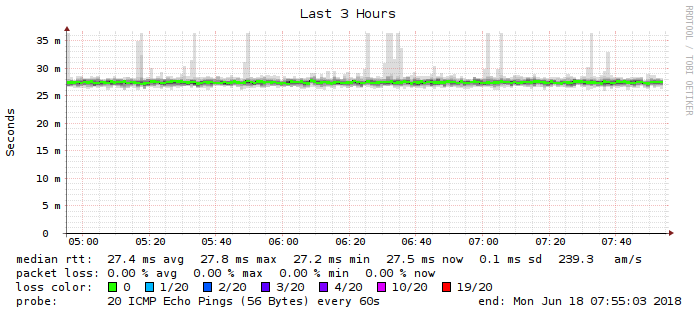 Last 3 Hours
RRDTOOL / TOBI OETIKER
Seconds
35 m
30 m
25 m
20 m
15 m
10 m
5 m
0
05:00 05:20 05:40 06:00 06:20 06:40 07:00 07:20 07:40
median rtt: 27.4 ms avg 27.8 ms max 27.2 ms min 27.5 ms now 0.1 ms sd 239.3 am/s
packet loss: 0.00 % avg 0.00 % max 0.00 % min 0.00 % now
loss color: 0 1/20 2/20 3/20 4/20 10/20 19/20
probe: 20 ICMP Echo Pings (56 Bytes) every 60s end: Mon Jun 18 07:55:03 2018